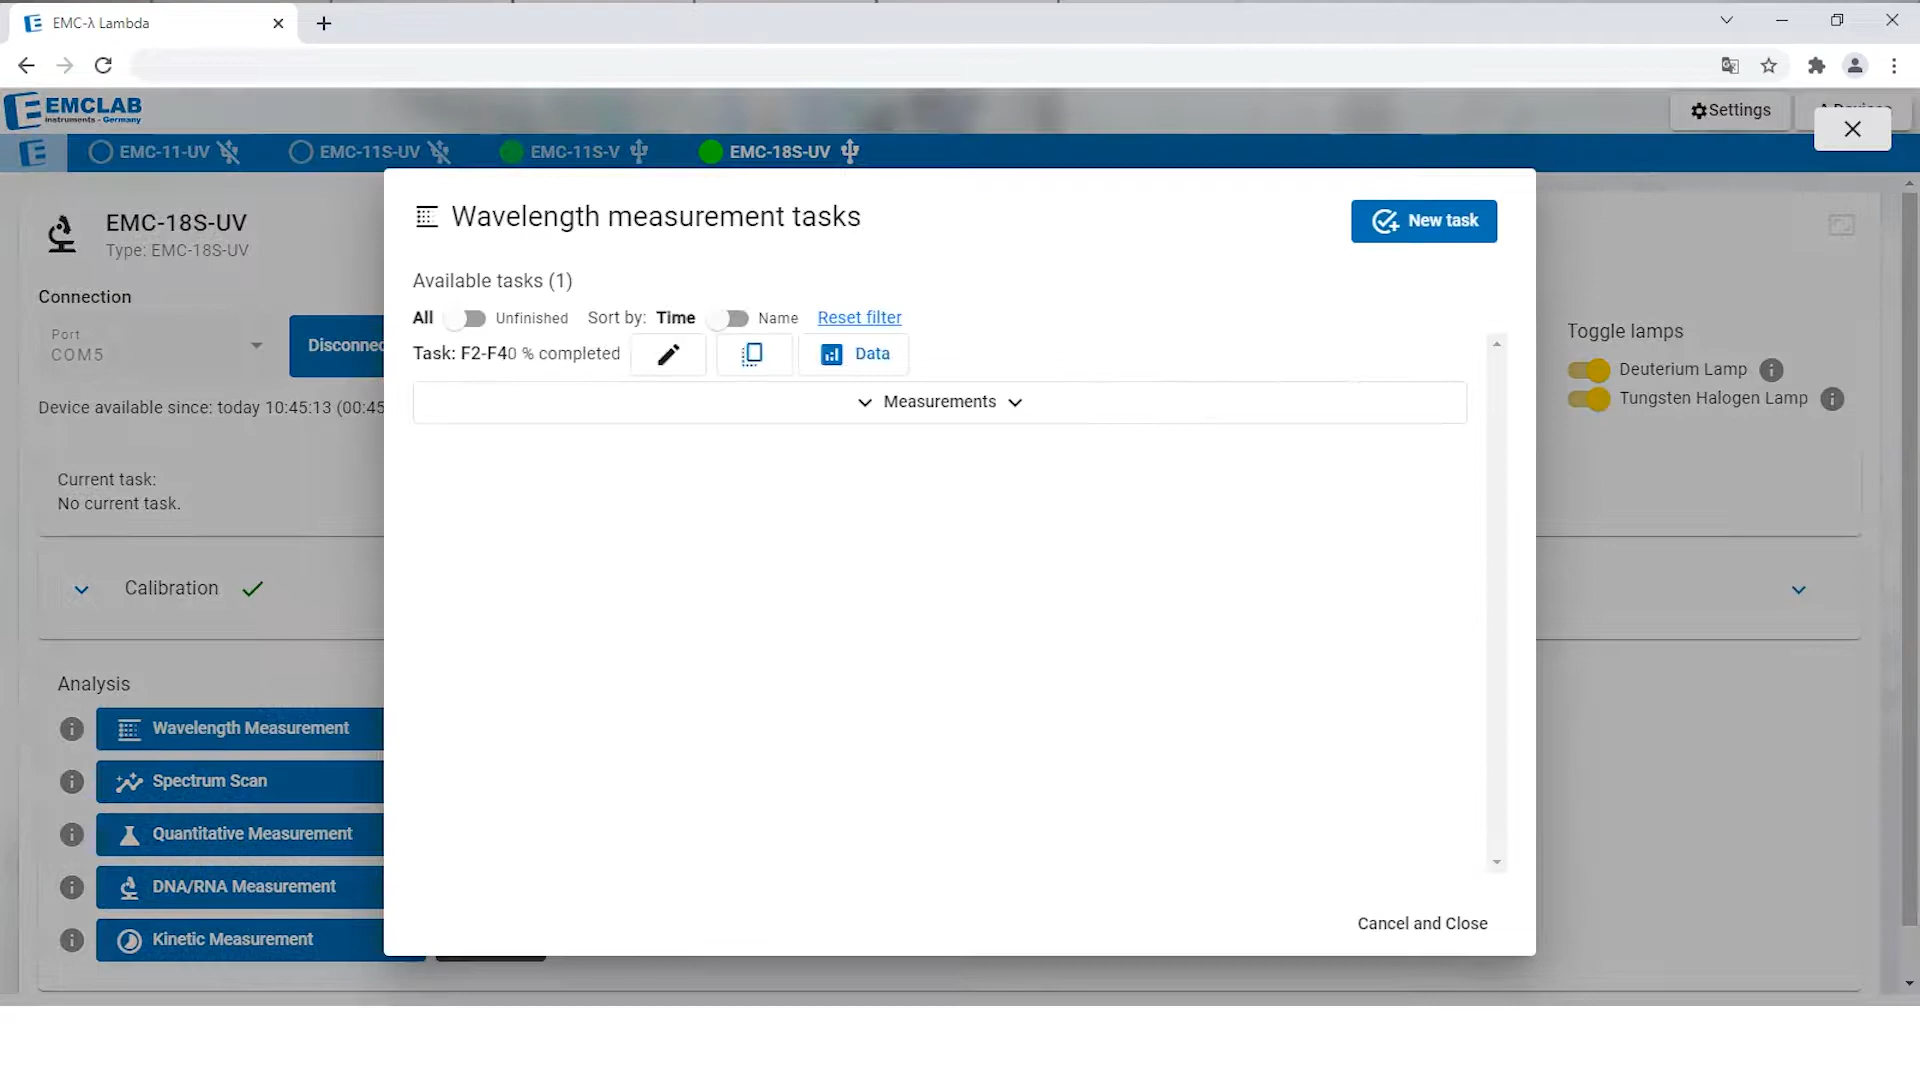 EMC-λ Lambda
EMCLAB
Instruments - Germany
Settings
EMC-11-UV
EMC-11S-UV
EMC-11S-V
EMC-18S-UV
EMC-18S-UV
Type: EMC-18S-UV
Connection
Port
COM5
Disconnec
Device available since: today 10:45:13 (00:45
Current task:
No current task.
Calibration
Analysis
Wavelength Measurement
Spectrum Scan
Quantitative Measurement
DNA/RNA Measurement
Kinetic Measurement
Wavelength measurement tasks
New task
Available tasks (1)
All Unfinished Sort by: Time Name Reset filter
Task: F2-F40 % completed Data
Measurements
Cancel and Close
Toggle lamps
Deuterium Lamp
Tungsten Halogen Lamp